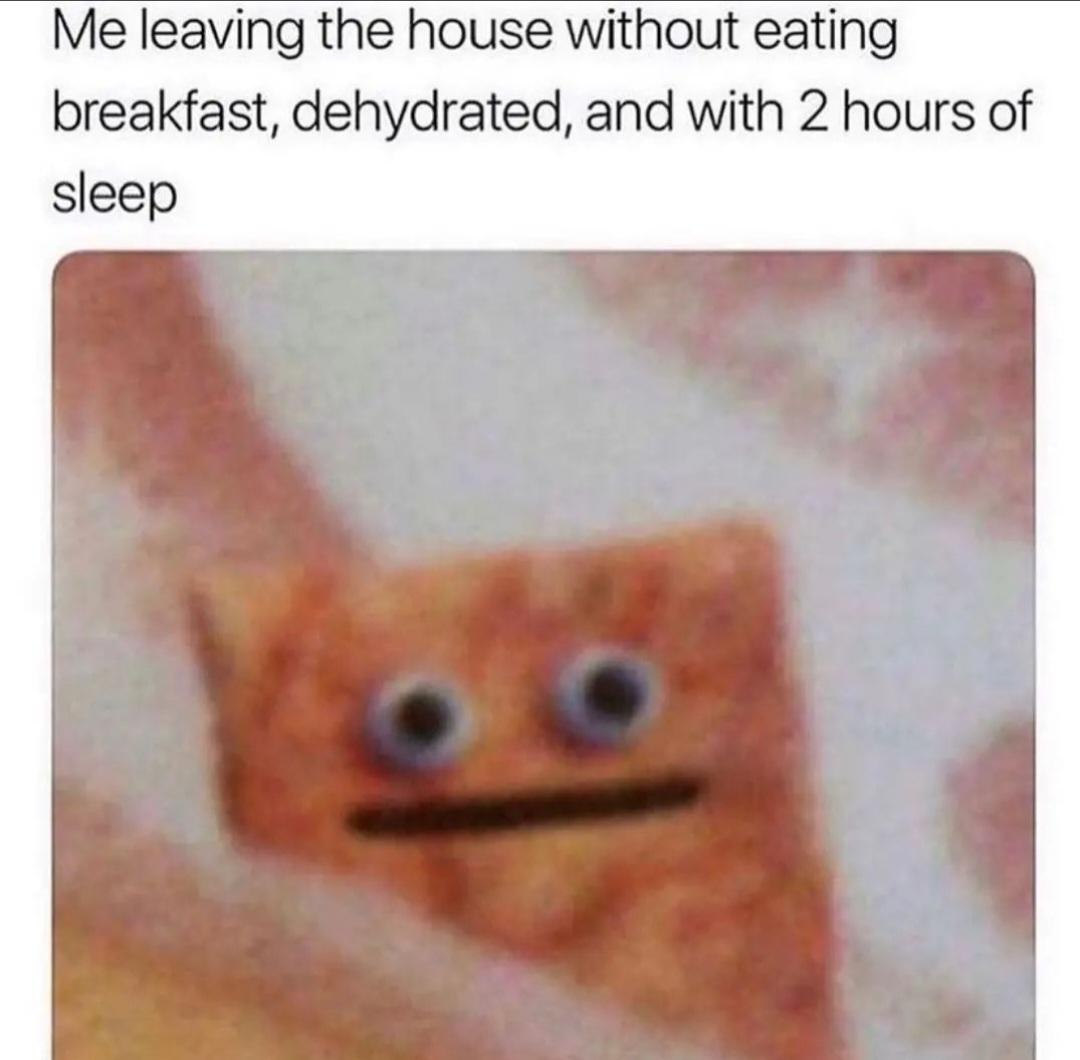 Me leaving the house without eating
breakfast, dehydrated, and with 2 hours of
sleep